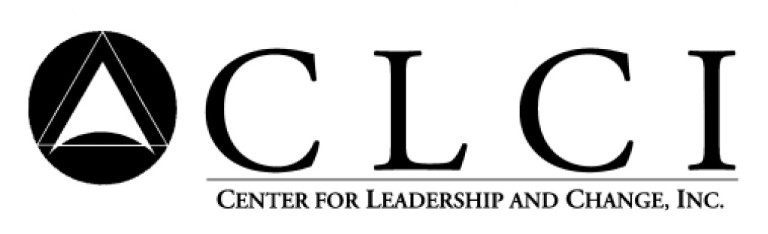 CLCI
CENTER FOR LEADERSHIP AND CHANGE, INC.